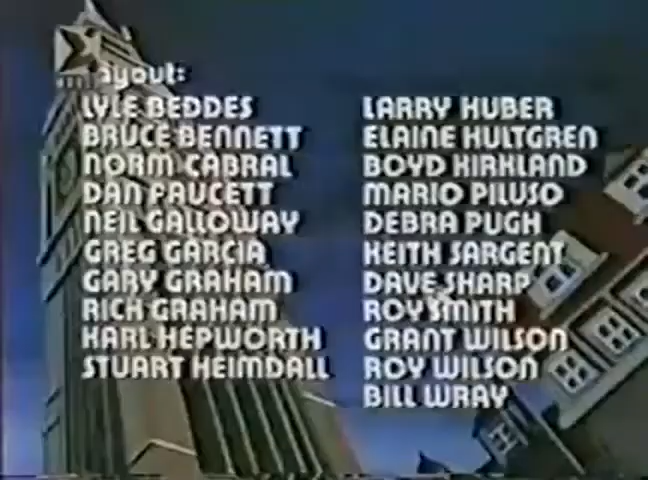 Layout:
LYLE BEDDES
BRUCE BENNETT
NORM CABRAL
DAN FAUCETT
NEIL GALLOWAY
GREG GARCIA
GARY GRAHAM
RICH GRAHAM
KARL HEPWORTH
STUART HEIMDALL
LARRY HUBER
ELAINE HULTGREN
BOYD KIRKLAND
MARIO PILUSO
DEBRA PUGH
KEITH SARGENT
DAVE SHARP
ROY SMITH
GRANT WILSON
ROY WILSON
BILL WRAY